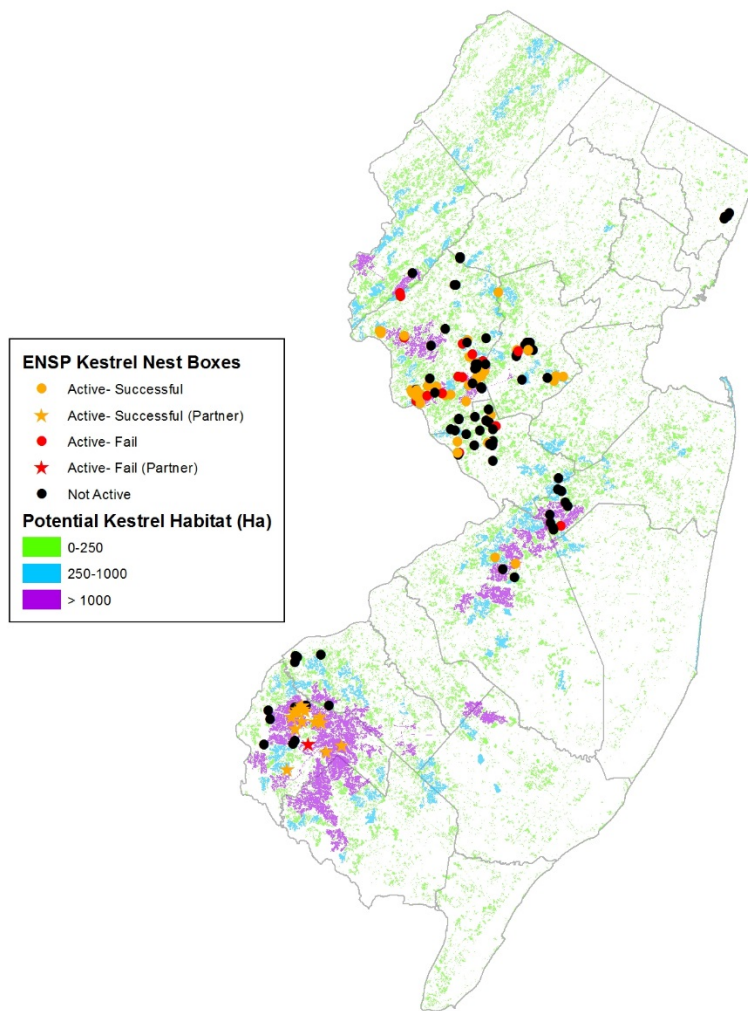 ENSP Kestrel Nest Boxes
Active- Successful
Active- Successful (Partner)
Active- Fail
Active- Fail (Partner)
Not Active
Potential Kestrel Habitat (Ha)
0-250
250-1000
> 1000